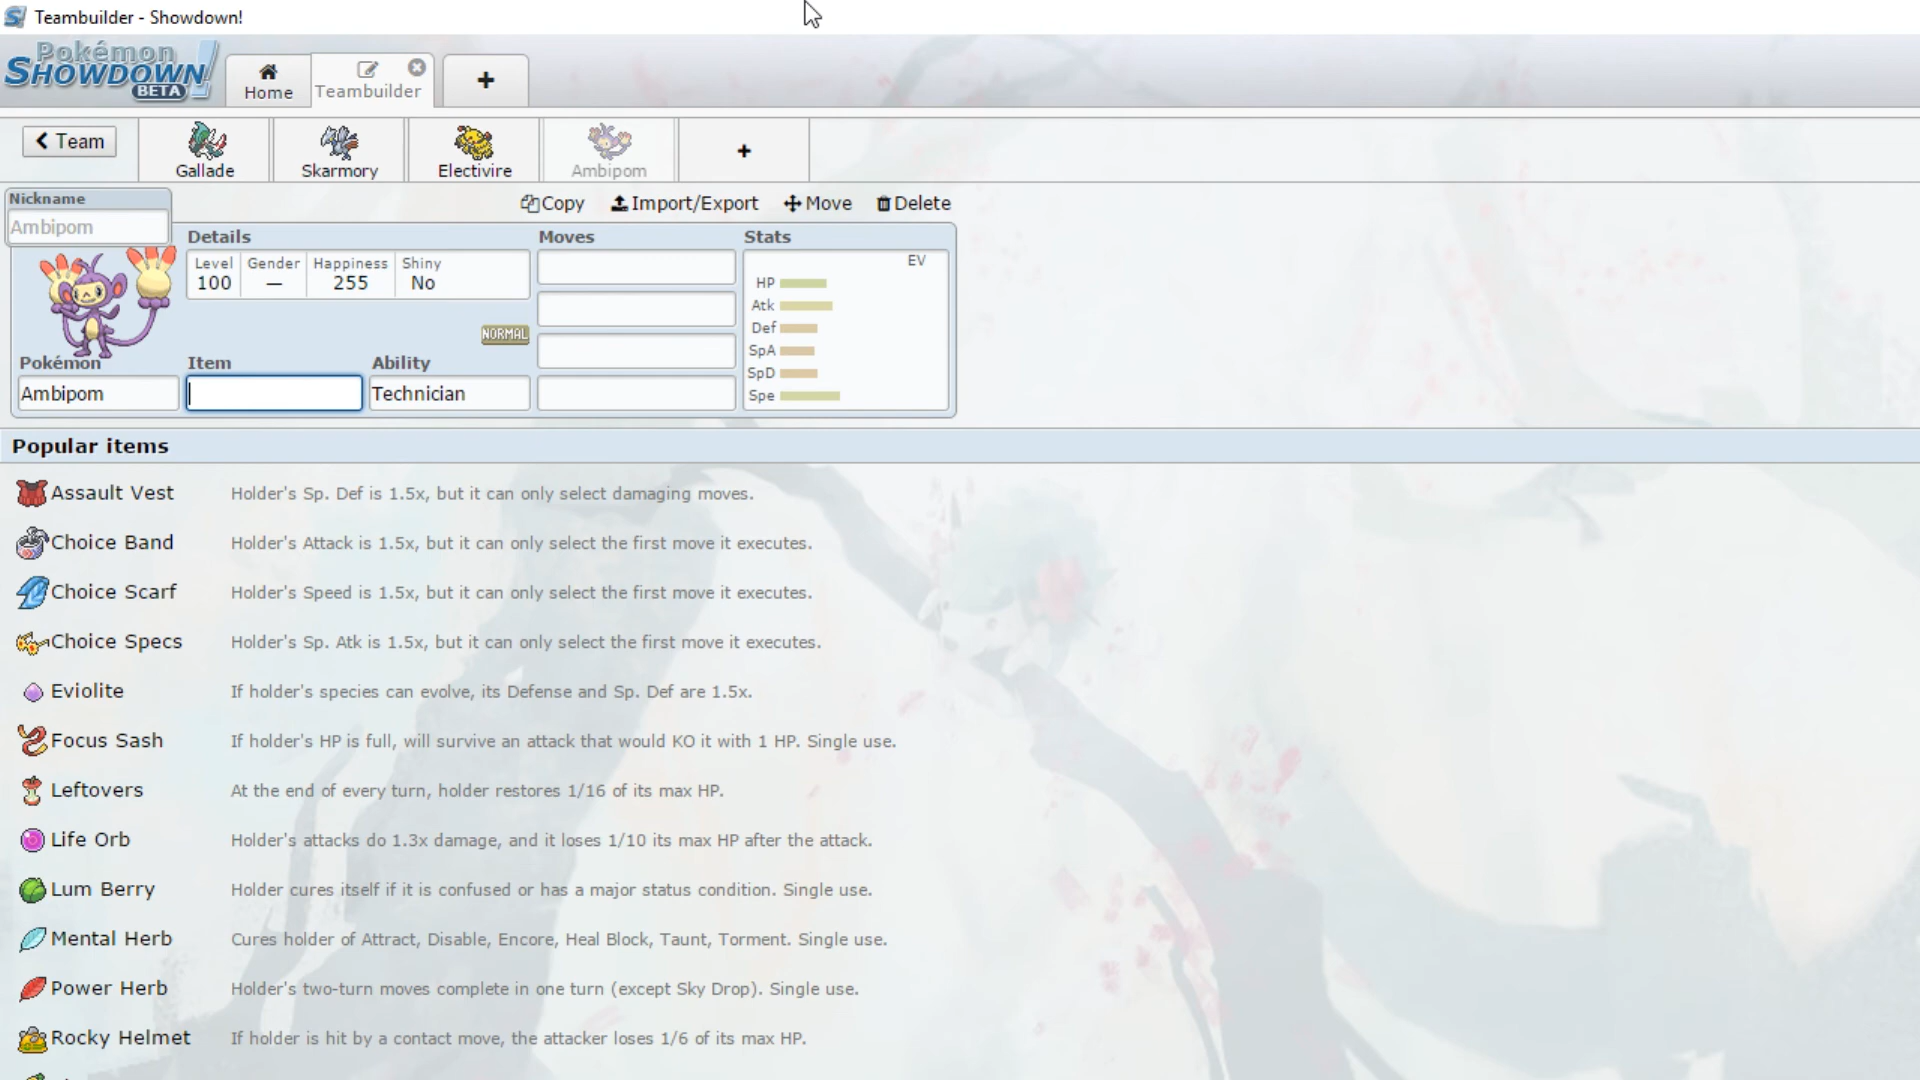 Teambuilder - Showdown!
Pokémon
SHOWDOWN!
BETA
Home
Teambuilder
+
Team
Gallade
Skarmory
Electivire
Ambipom
+
Nickname
Ambipom
Copy
Import/Export
Move
Delete
Details
Moves
Stats
Level
Gender
Happiness
Shiny
100
—
255
No
EV
HP
Atk
Def
SpA
SpD
Spe
NORMAL
Pokémon
Item
Ability
Ambipom
Technician
Popular items
Assault Vest Holder's Sp. Def is 1.5x, but it can only select damaging moves.
Choice Band Holder's Attack is 1.5x, but it can only select the first move it executes.
Choice Scarf Holder's Speed is 1.5x, but it can only select the first move it executes.
Choice Specs Holder's Sp. Atk is 1.5x, but it can only select the first move it executes.
Eviolite If holder's species can evolve, its Defense and Sp. Def are 1.5x.
Focus Sash If holder's HP is full, will survive an attack that would KO it with 1 HP. Single use.
Leftovers At the end of every turn, holder restores 1/16 of its max HP.
Life Orb Holder's attacks do 1.3x damage, and it loses 1/10 its max HP after the attack.
Lum Berry Holder cures itself if it is confused or has a major status condition. Single use.
Mental Herb Cures holder of Attract, Disable, Encore, Heal Block, Taunt, Torment. Single use.
Power Herb Holder's two-turn moves complete in one turn (except Sky Drop). Single use.
Rocky Helmet If holder is hit by a contact move, the attacker loses 1/6 of its max HP.